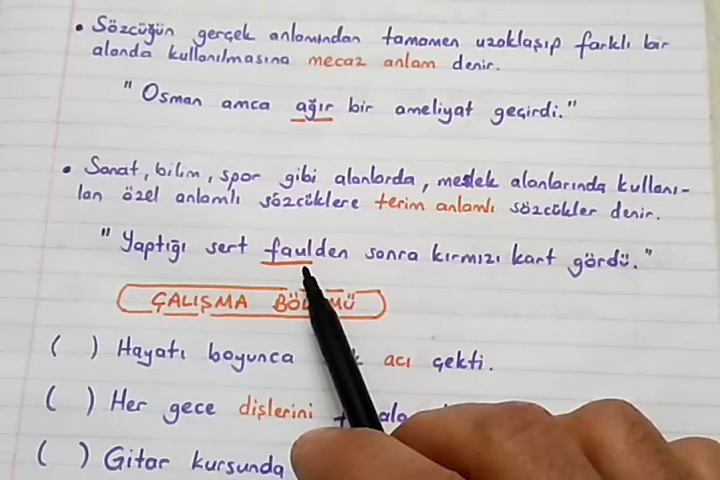 • Sözcüğün gerçek anlamından tamamen uzaklaşıp farklı bir
alanda kullanılmasına mecaz anlam denir.
"Osman amca ağır bir ameliyat geçirdi."
• Sanat, bilim, spor gibi alanlarda, meslek alanlarında kullanı-
lan özel anlamlı sözcüklere terim anlamlı sözcükler denir.
"Yaptığı sert faulden sonra kırmızı kart gördü."
ÇALIŞMA BÖLÜMÜ
( ) Hayatı boyunca acı çekti.
( ) Her gece dişlerini
( ) Gitar kursunda